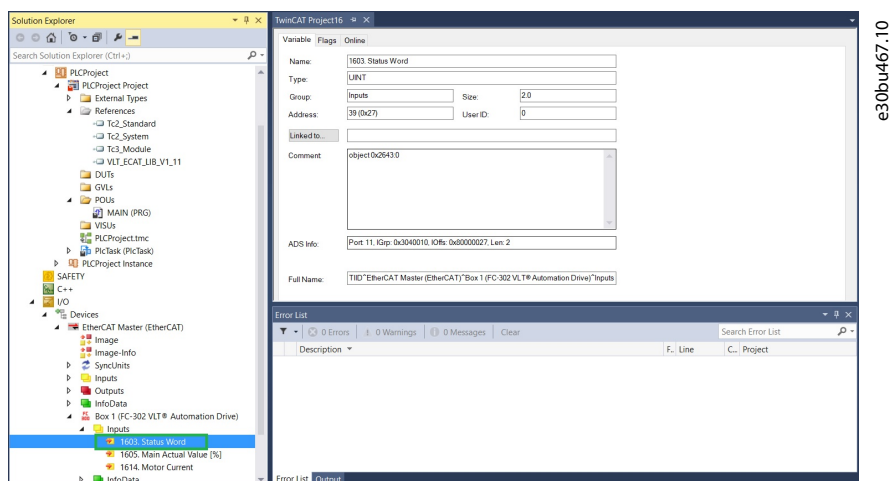 Solution Explorer
Search Solution Explorer (Ctrl+;)
PLCProject
PLCProject Project
External Types
References
Tc2_Standard
Tc2_System
Tc3_Module
VLT_ECAT_LIB_V1_11
DUTs
GVLs
POUs
MAIN (PRG)
VISUs
PLCProject.tmc
PlcTask (PlcTask)
PLCProject Instance
SAFETY
C++
I/O
Devices
EtherCAT Master (EtherCAT)
Image
Image-Info
SyncUnits
Inputs
Outputs
InfoData
Box 1 (FC-302 VLT® Automation Drive)
Inputs
1603. Status Word
1605. Main Actual Value [%]
1614. Motor Current
InfoData
TwinCAT Project16
Variable Flags Online
Name: 1603. Status Word
Type: UINT
Group: Inputs Size: 2.0
Address: 39 (0x27) User ID: 0
Linked to...
Comment: object 0x2643:0
ADS Info: Port: 11, IGrp: 0x3040010, IOffs: 0x80000027, Len: 2
Full Name: TIID^EtherCAT Master (EtherCAT)^Box 1 (FC-302 VLT® Automation Drive)^Inputs
Error List
0 Errors 0 Warnings 0 Messages Clear Search Error List
Description F.. Line C... Project
Error List Output
e30bu467.10